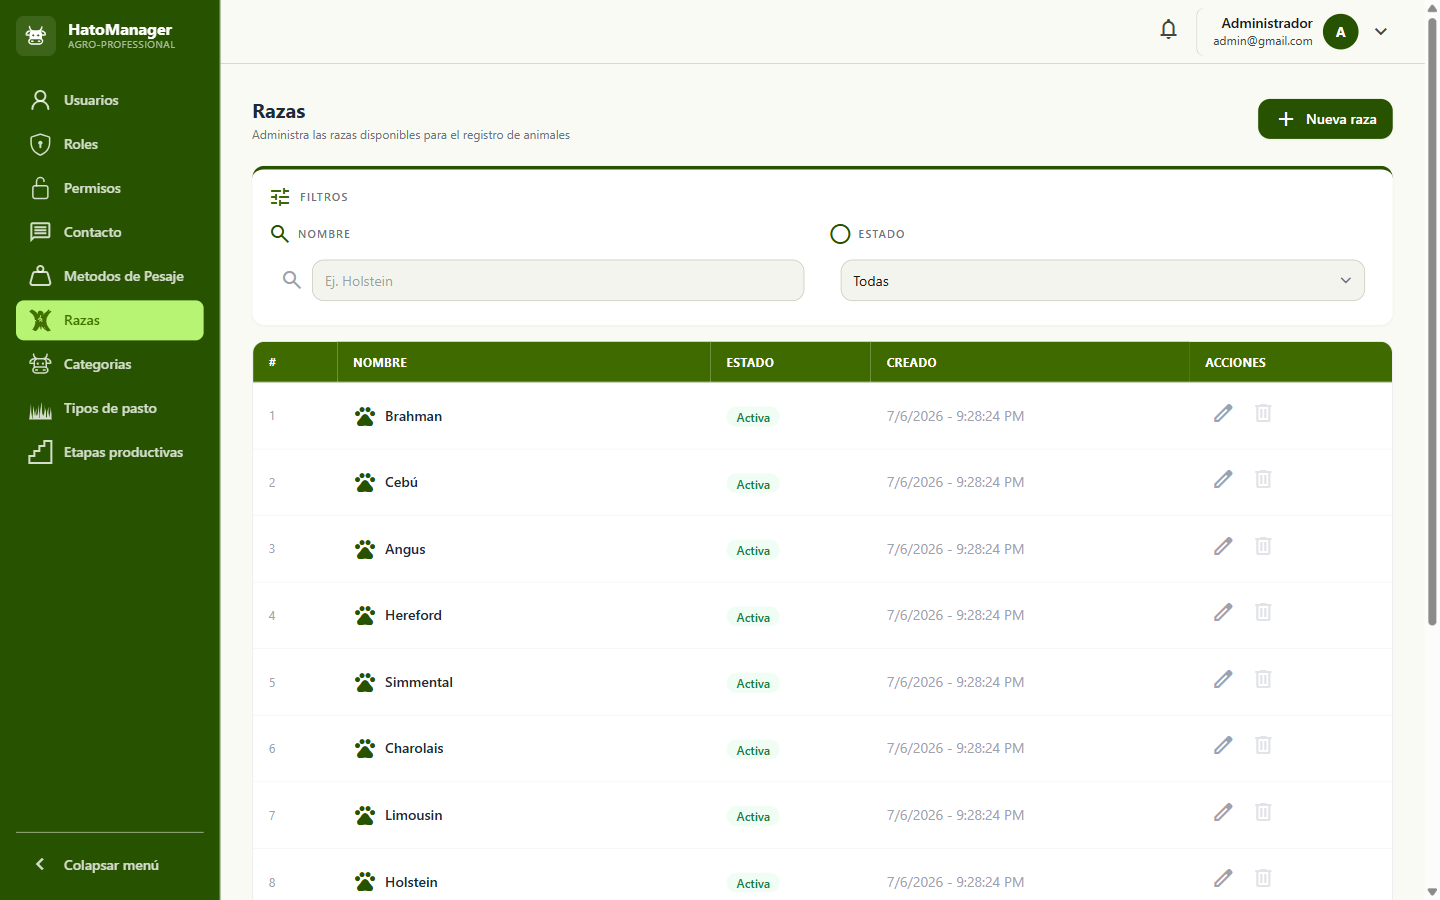 HatoManager
AGRO-PROFESSIONAL
Usuarios
Roles
Permisos
Contacto
Metodos de Pesaje
Razas
Categorias
Tipos de pasto
Etapas productivas
Colapsar menú
Administrador
admin@gmail.com
A
Razas
Administra las razas disponibles para el registro de animales
Nueva raza
FILTROS
NOMBRE
Ej. Holstein
ESTADO
Todas
# NOMBRE ESTADO CREADO ACCIONES
1 Brahman Activa 7/6/2026 - 9:28:24 PM
2 Cebú Activa 7/6/2026 - 9:28:24 PM
3 Angus Activa 7/6/2026 - 9:28:24 PM
4 Hereford Activa 7/6/2026 - 9:28:24 PM
5 Simmental Activa 7/6/2026 - 9:28:24 PM
6 Charolais Activa 7/6/2026 - 9:28:24 PM
7 Limousin Activa 7/6/2026 - 9:28:24 PM
8 Holstein Activa 7/6/2026 - 9:28:24 PM